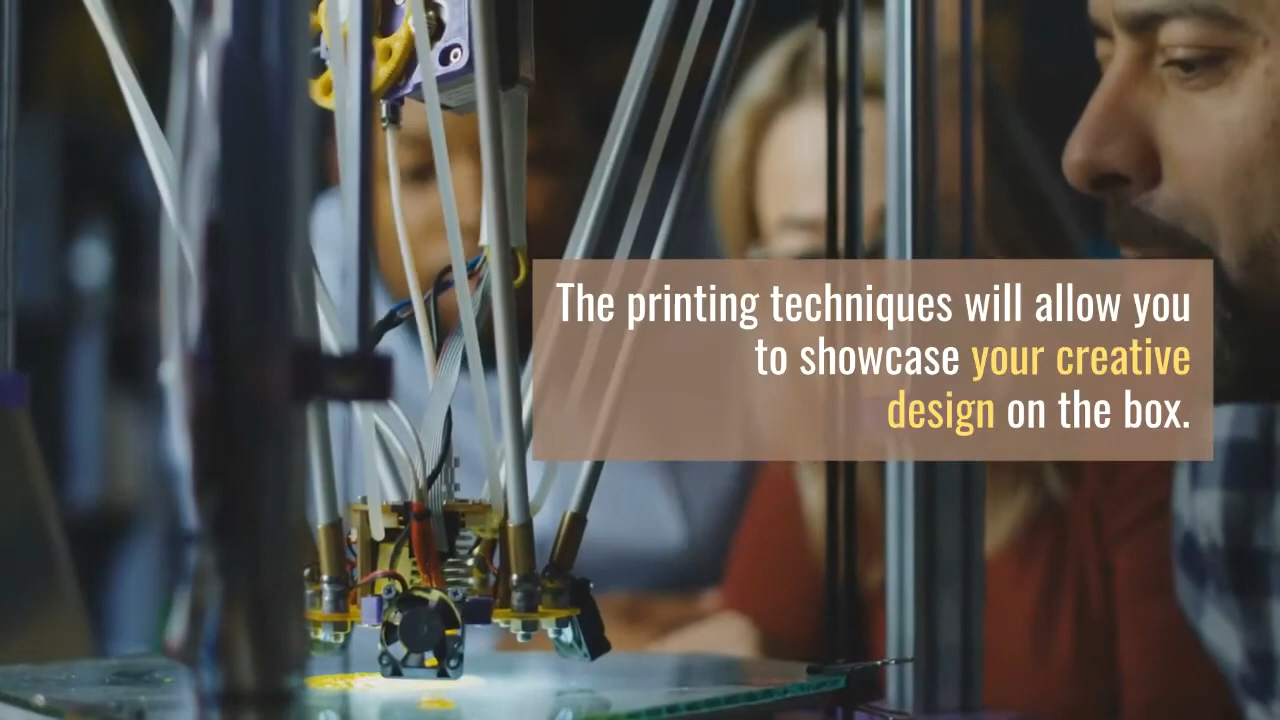 The printing techniques will allow you
to showcase your creative
design on the box.